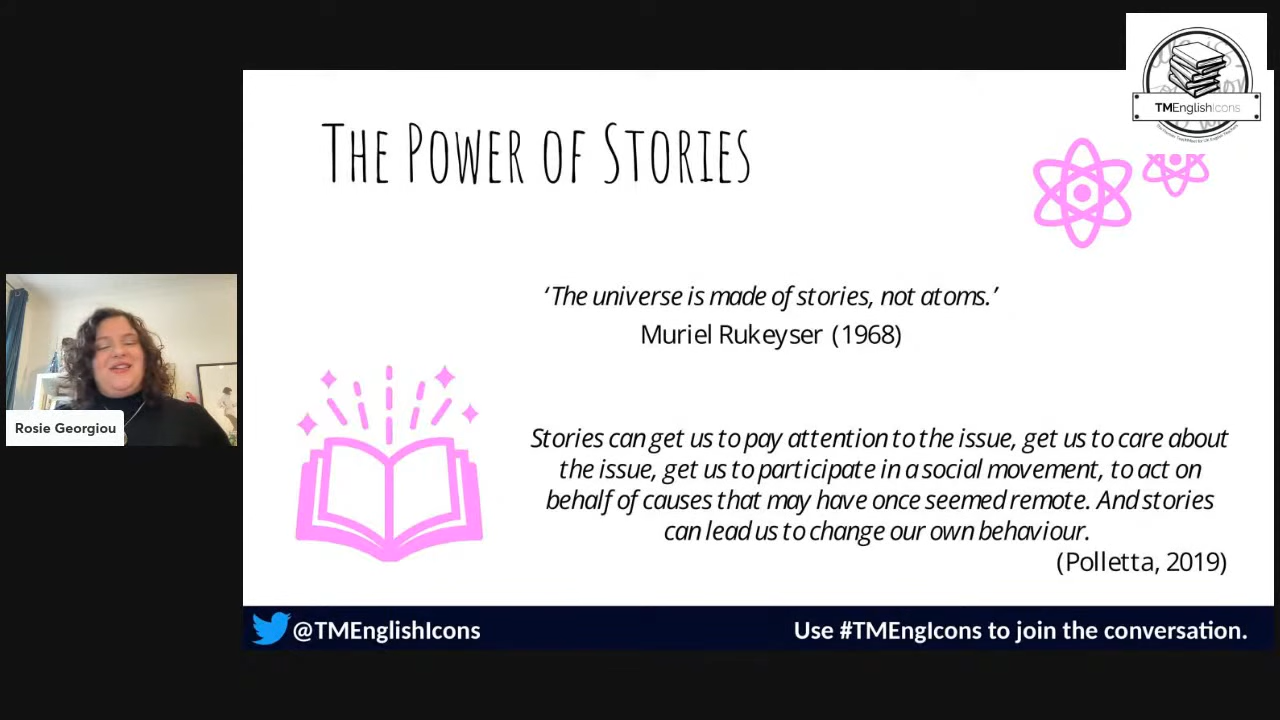 TMEnglishIcons
The Power of Stories
‘The universe is made of stories, not atoms.’
Muriel Rukeyser (1968)
Stories can get us to pay attention to the issue, get us to care about
the issue, get us to participate in a social movement, to act on
behalf of causes that may have once seemed remote. And stories
can lead us to change our own behaviour.
(Polletta, 2019)
Rosie Georgiou
@TMEnglishIcons
Use #TMEngIcons to join the conversation.